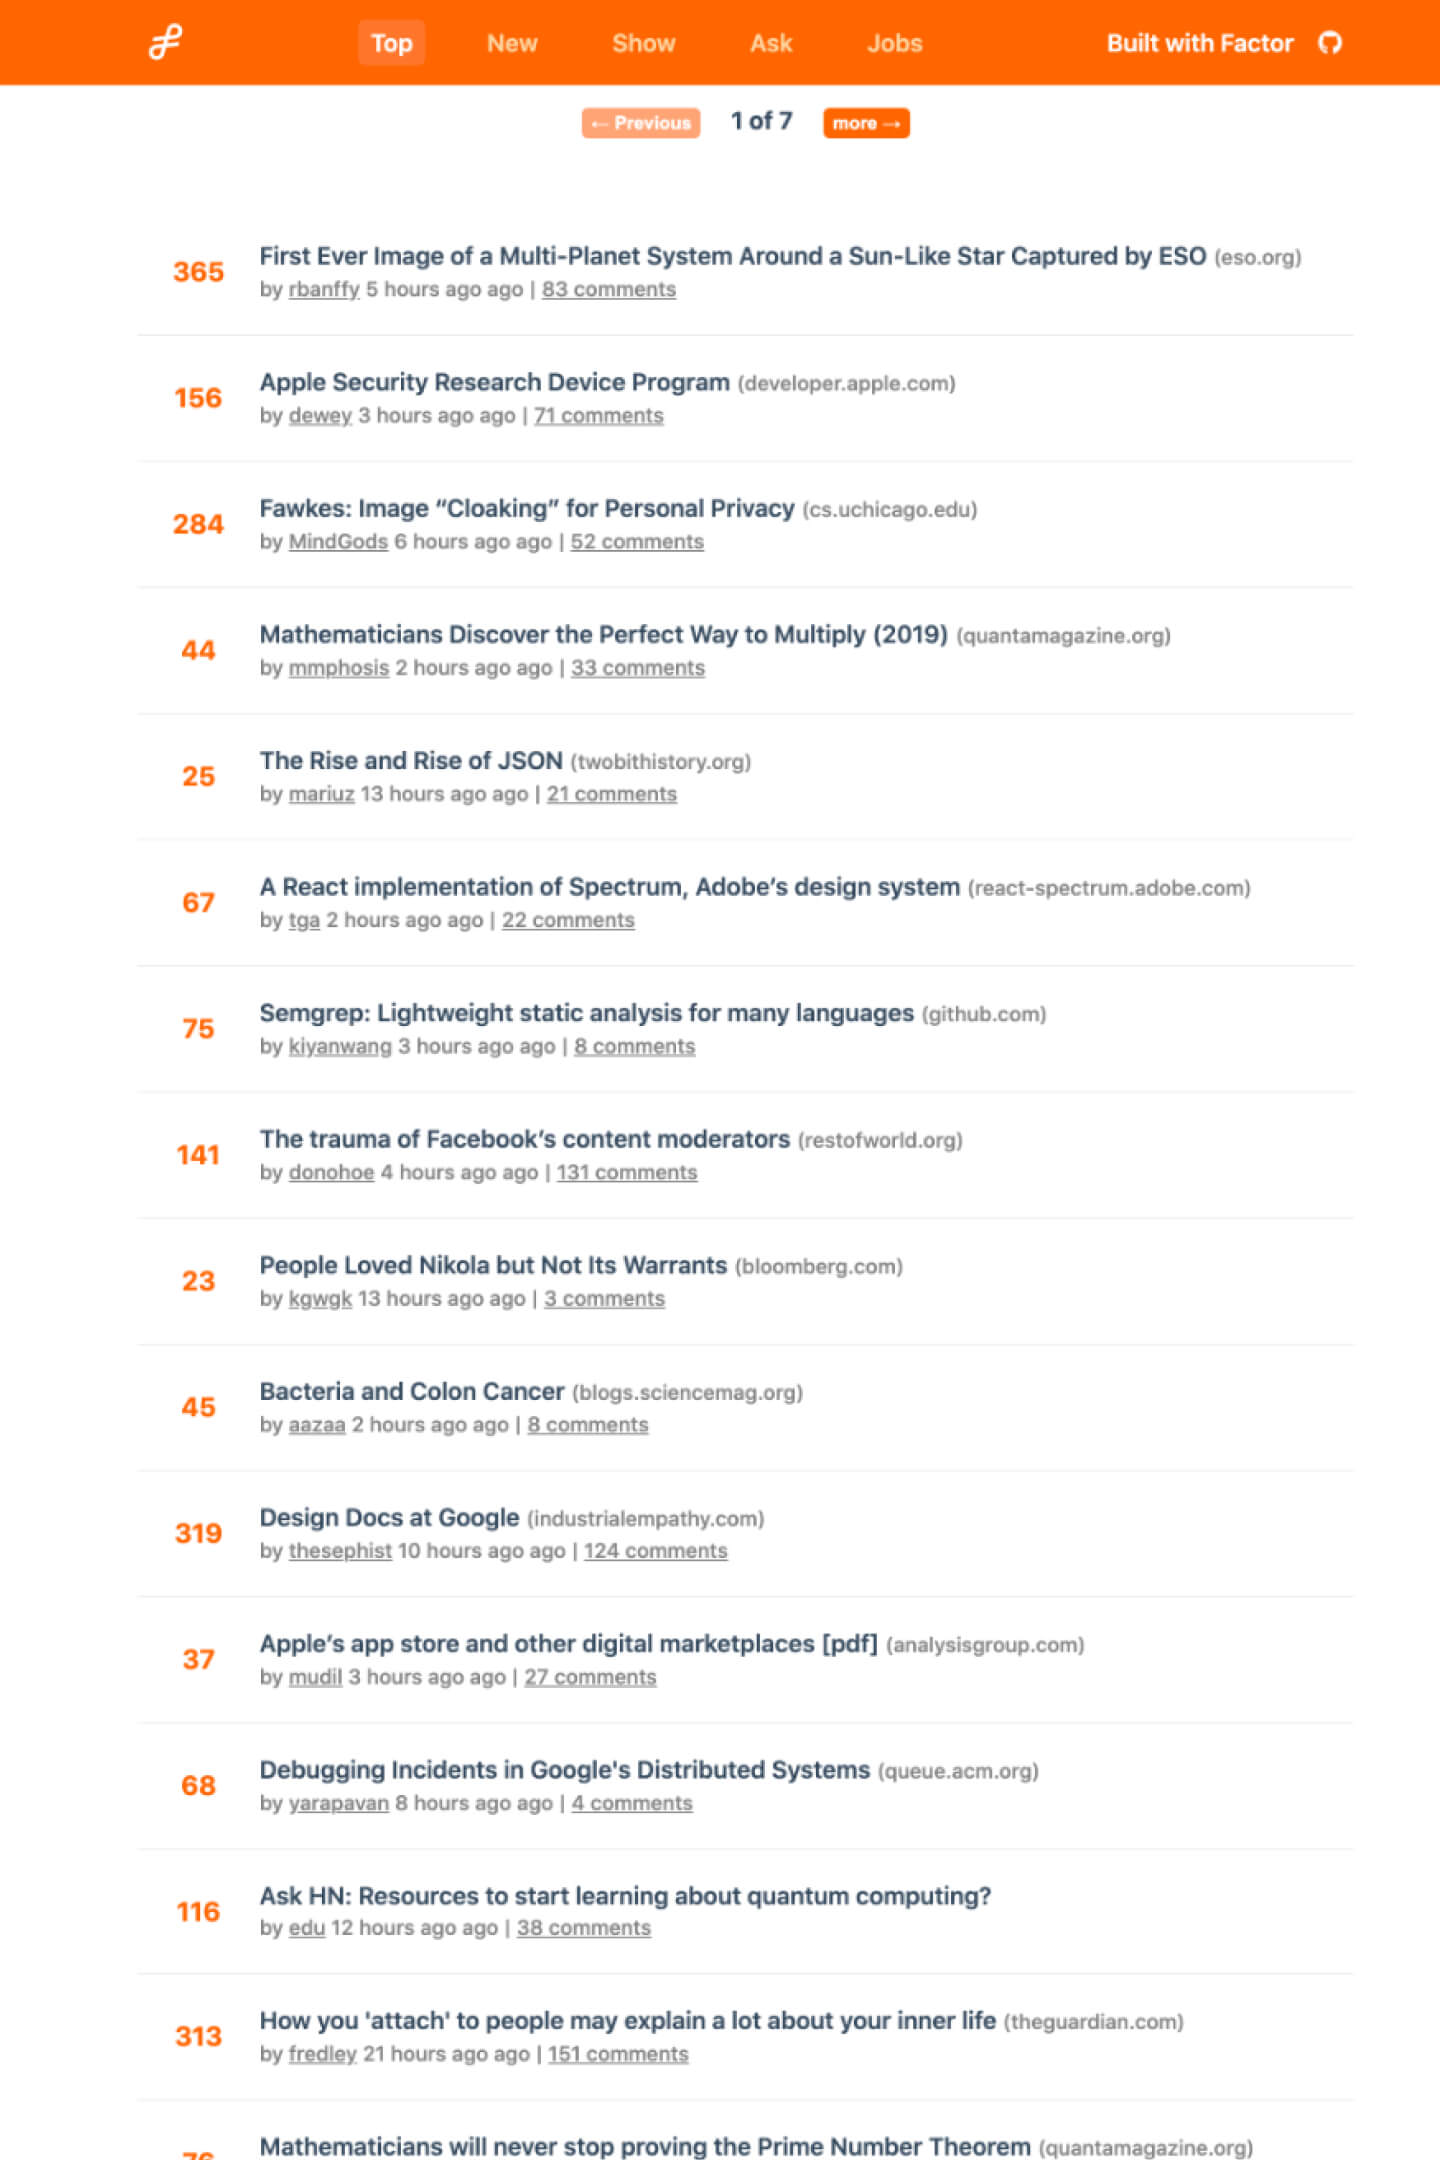 Top New Show Ask Jobs Built with Factor
← Previous 1 of 7 more →
365
First Ever Image of a Multi-Planet System Around a Sun-Like Star Captured by ESO (eso.org)
by rbanffy 5 hours ago ago | 83 comments
156
Apple Security Research Device Program (developer.apple.com)
by dewey 3 hours ago ago | 71 comments
284
Fawkes: Image “Cloaking” for Personal Privacy (cs.uchicago.edu)
by MindGods 6 hours ago ago | 52 comments
44
Mathematicians Discover the Perfect Way to Multiply (2019) (quantamagazine.org)
by mmphosis 2 hours ago ago | 33 comments
25
The Rise and Rise of JSON (twobithistory.org)
by mariuz 13 hours ago ago | 21 comments
67
A React implementation of Spectrum, Adobe’s design system (react-spectrum.adobe.com)
by tga 2 hours ago ago | 22 comments
75
Semgrep: Lightweight static analysis for many languages (github.com)
by kiyanwang 3 hours ago ago | 8 comments
141
The trauma of Facebook’s content moderators (restofworld.org)
by donohoe 4 hours ago ago | 131 comments
23
People Loved Nikola but Not Its Warrants (bloomberg.com)
by kgwgk 13 hours ago ago | 3 comments
45
Bacteria and Colon Cancer (blogs.sciencemag.org)
by aazaa 2 hours ago ago | 8 comments
319
Design Docs at Google (industrialempathy.com)
by thesephist 10 hours ago ago | 124 comments
37
Apple’s app store and other digital marketplaces [pdf] (analysisgroup.com)
by mudil 3 hours ago ago | 27 comments
68
Debugging Incidents in Google's Distributed Systems (queue.acm.org)
by yarapavan 8 hours ago ago | 4 comments
116
Ask HN: Resources to start learning about quantum computing?
by edu 12 hours ago ago | 38 comments
313
How you 'attach' to people may explain a lot about your inner life (theguardian.com)
by fredley 21 hours ago ago | 151 comments
Mathematicians will never stop proving the Prime Number Theorem (quantamagazine.org)